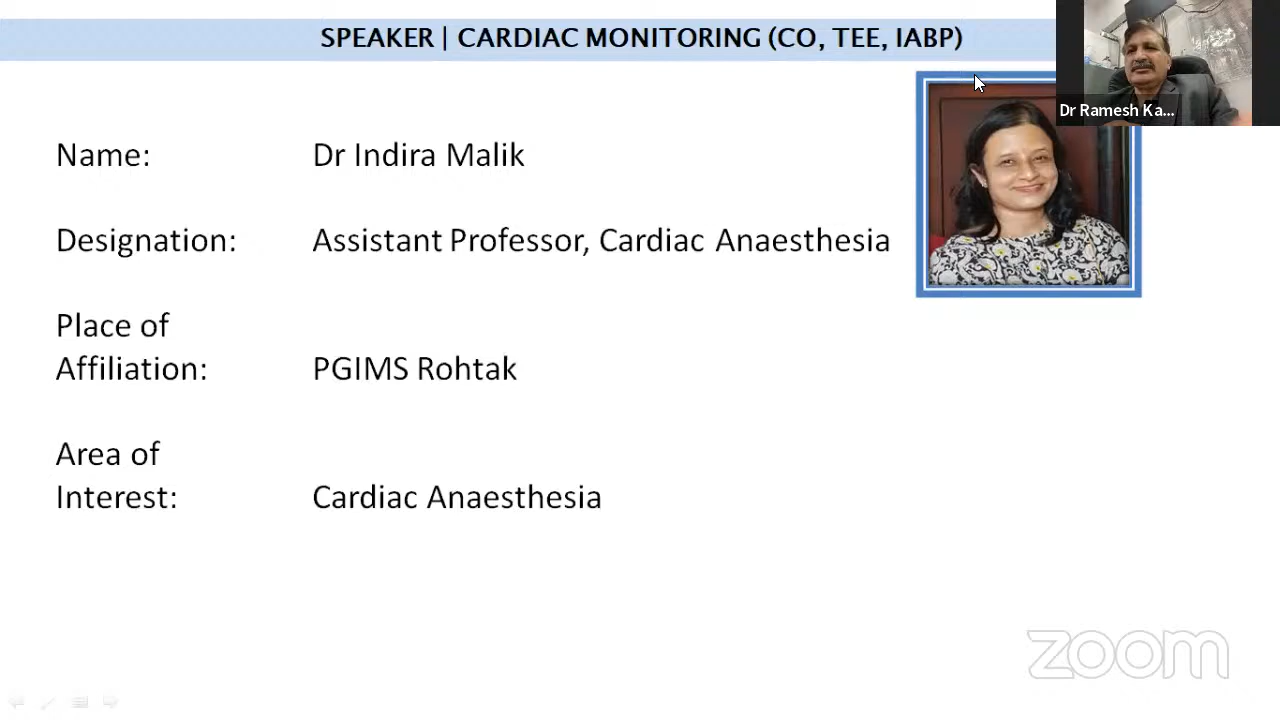 SPEAKER | CARDIAC MONITORING (CO, TEE, IABP)
Dr Ramesh Ka...
Name: Dr Indira Malik
Designation: Assistant Professor, Cardiac Anaesthesia
Place of
Affiliation: PGIMS Rohtak
Area of
Interest: Cardiac Anaesthesia
zoom